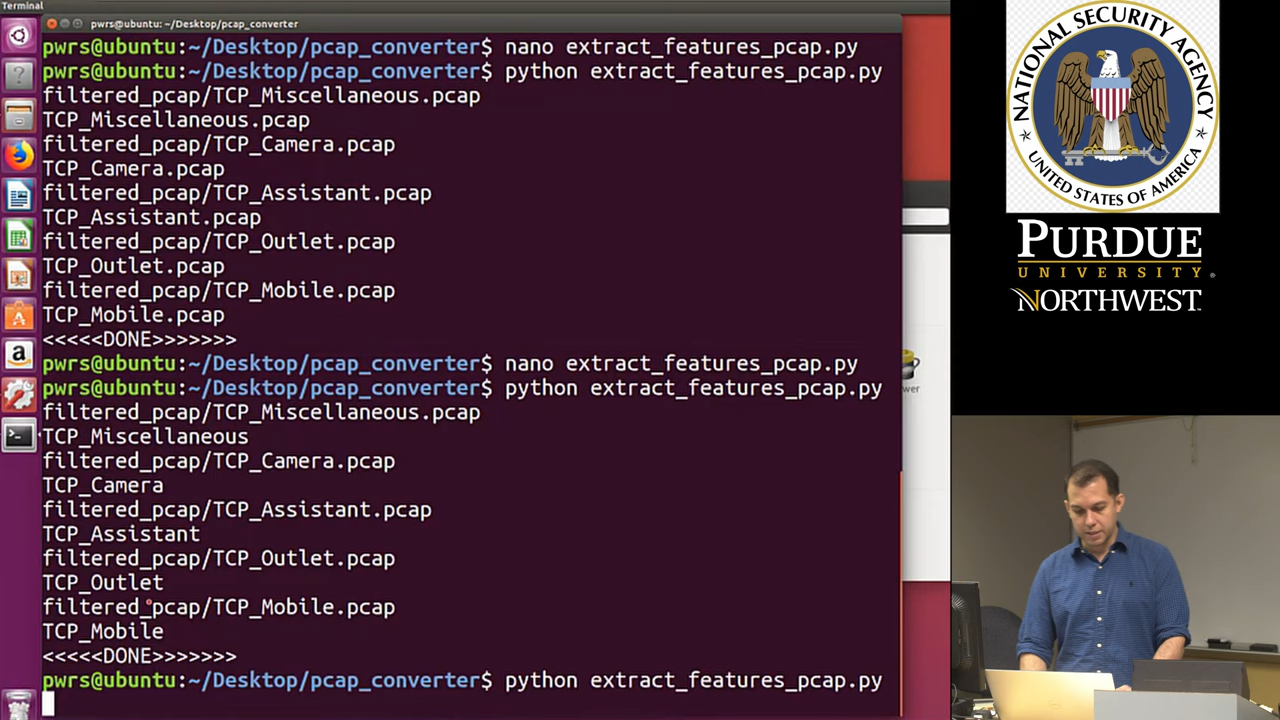 Terminal
pwrs@ubuntu: ~/Desktop/pcap_converter
pwrs@ubuntu:~/Desktop/pcap_converter$ nano extract_features_pcap.py
pwrs@ubuntu:~/Desktop/pcap_converter$ python extract_features_pcap.py
filtered_pcap/TCP_Miscellaneous.pcap
TCP_Miscellaneous.pcap
filtered_pcap/TCP_Camera.pcap
TCP_Camera.pcap
filtered_pcap/TCP_Assistant.pcap
TCP_Assistant.pcap
filtered_pcap/TCP_Outlet.pcap
TCP_Outlet.pcap
filtered_pcap/TCP_Mobile.pcap
TCP_Mobile.pcap
<<<<<DONE>>>>>>>
pwrs@ubuntu:~/Desktop/pcap_converter$ nano extract_features_pcap.py
pwrs@ubuntu:~/Desktop/pcap_converter$ python extract_features_pcap.py
filtered_pcap/TCP_Miscellaneous.pcap
TCP_Miscellaneous
filtered_pcap/TCP_Camera.pcap
TCP_Camera
filtered_pcap/TCP_Assistant.pcap
TCP_Assistant
filtered_pcap/TCP_Outlet.pcap
TCP_Outlet
filtered_pcap/TCP_Mobile.pcap
TCP_Mobile
<<<<<DONE>>>>>>>
pwrs@ubuntu:~/Desktop/pcap_converter$ python extract_features_pcap.py
wer
NATIONAL SECURITY AGENCY
UNITED STATES OF AMERICA
PURDUE
UNIVERSITY®
NORTHWEST